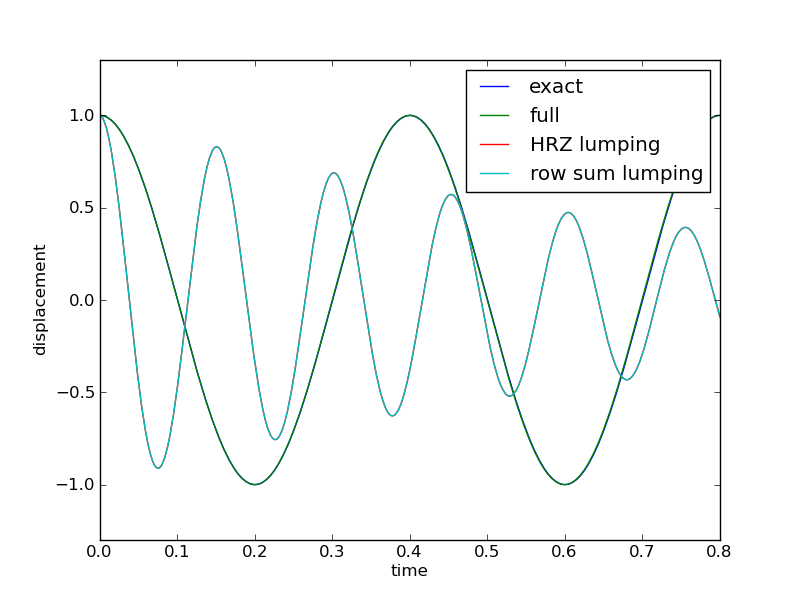 1.0
0.5
0.0
−0.5
−1.0
displacement
exact
full
HRZ lumping
row sum lumping
0.0 0.1 0.2 0.3 0.4 0.5 0.6 0.7 0.8
time